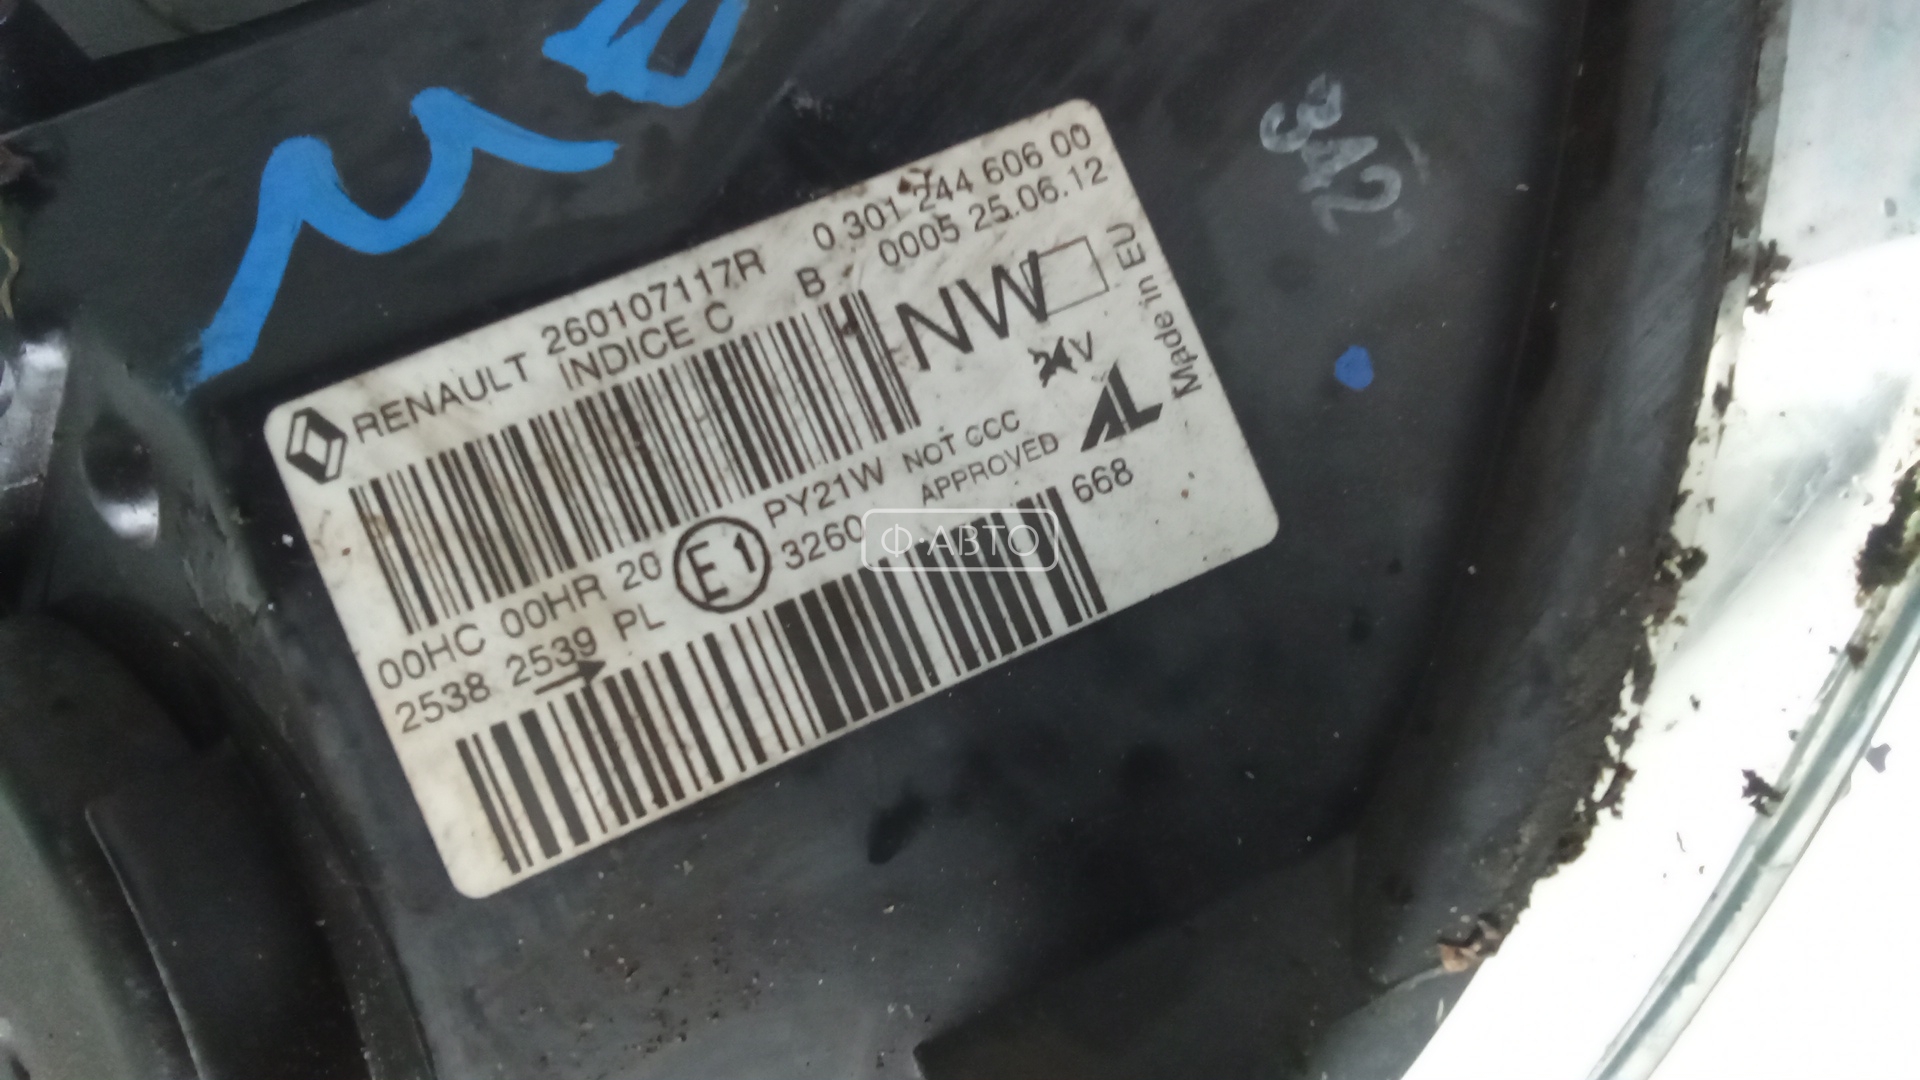 RENAULT 260107117R 0 301 244 606 00
INDICE C B 0005 25.06.12
NW
V
Made in EU
AL
PY21W NOT CCC
APPROVED
00HC 00HR 20 E1 3260
668
2538 2539 PL
Ф·АВТО